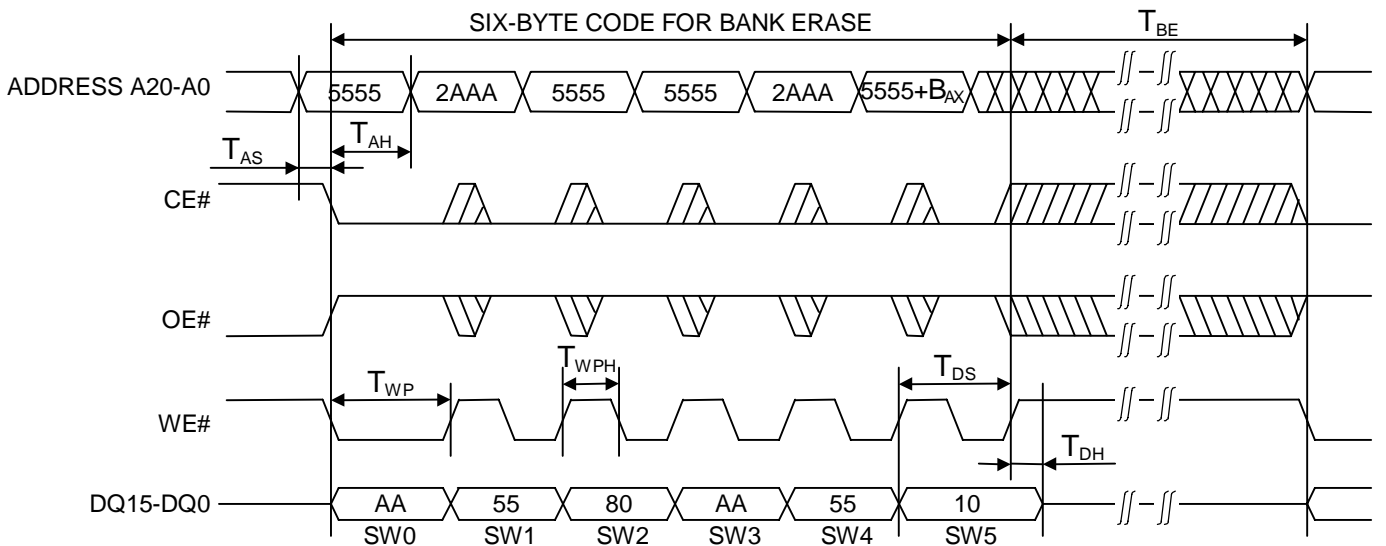 SIX-BYTE CODE FOR BANK ERASE
TBE
ADDRESS A20-A0
5555
2AAA
5555
5555
2AAA
5555+BAX
TAS
TAH
CE#
OE#
TWP
TWPH
TDS
WE#
TDH
DQ15-DQ0
AA
55
80
AA
55
10
SW0
SW1
SW2
SW3
SW4
SW5